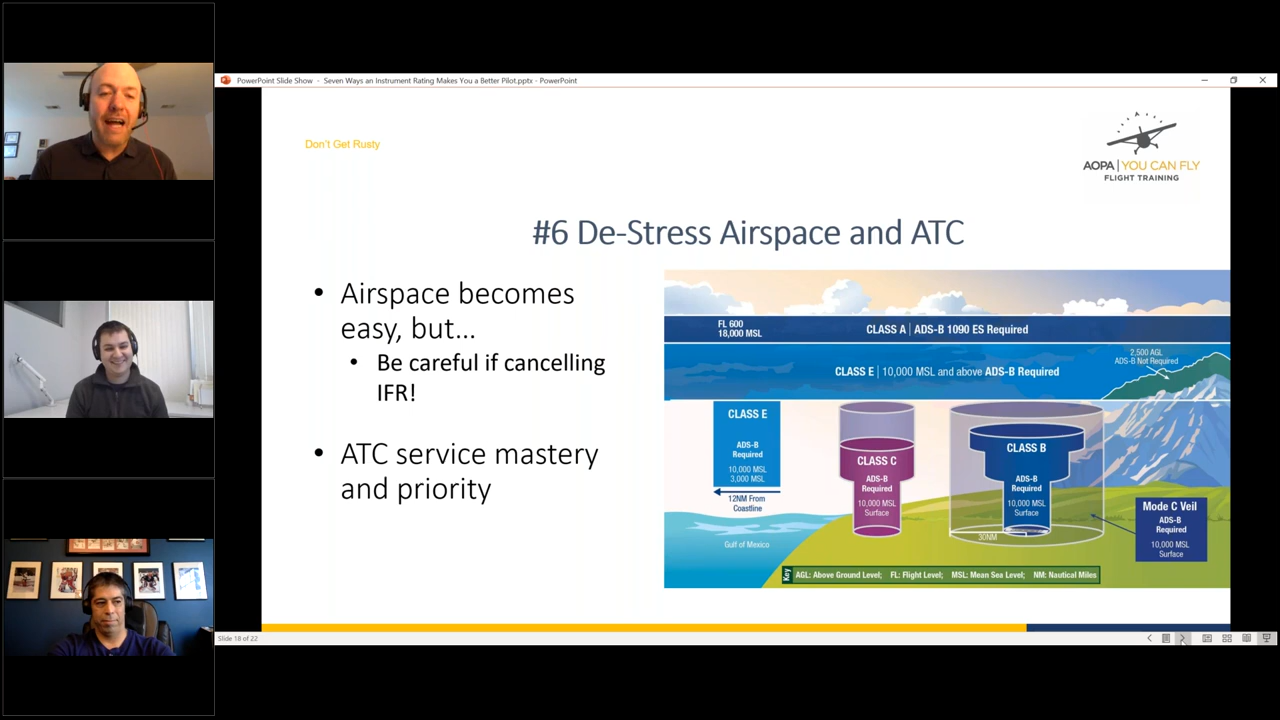 PowerPoint Slide Show - Seven Ways an Instrument Rating Makes You a Better Pilot.pptx - PowerPoint
Don't Get Rusty
AOPA | YOU CAN FLY
FLIGHT TRAINING
#6 De-Stress Airspace and ATC
• Airspace becomes
easy, but...
• Be careful if cancelling
IFR!
• ATC service mastery
and priority
FL 600
18,000 MSL
CLASS A | ADS-B 1090 ES Required
2,500 AGL
ADS-B Not Required
CLASS E | 10,000 MSL and above ADS-B Required
CLASS E
ADS-B
Required
10,000 MSL
3,000 MSL
12NM From
Coastline
Gulf of Mexico
CLASS C
ADS-B
Required
10,000 MSL
Surface
CLASS B
ADS-B
Required
10,000 MSL
Surface
30NM
Mode C Veil
ADS-B
Required
10,000 MSL
Surface
Key
AGL: Above Ground Level; FL: Flight Level; MSL: Mean Sea Level; NM: Nautical Miles
Slide 18 of 22